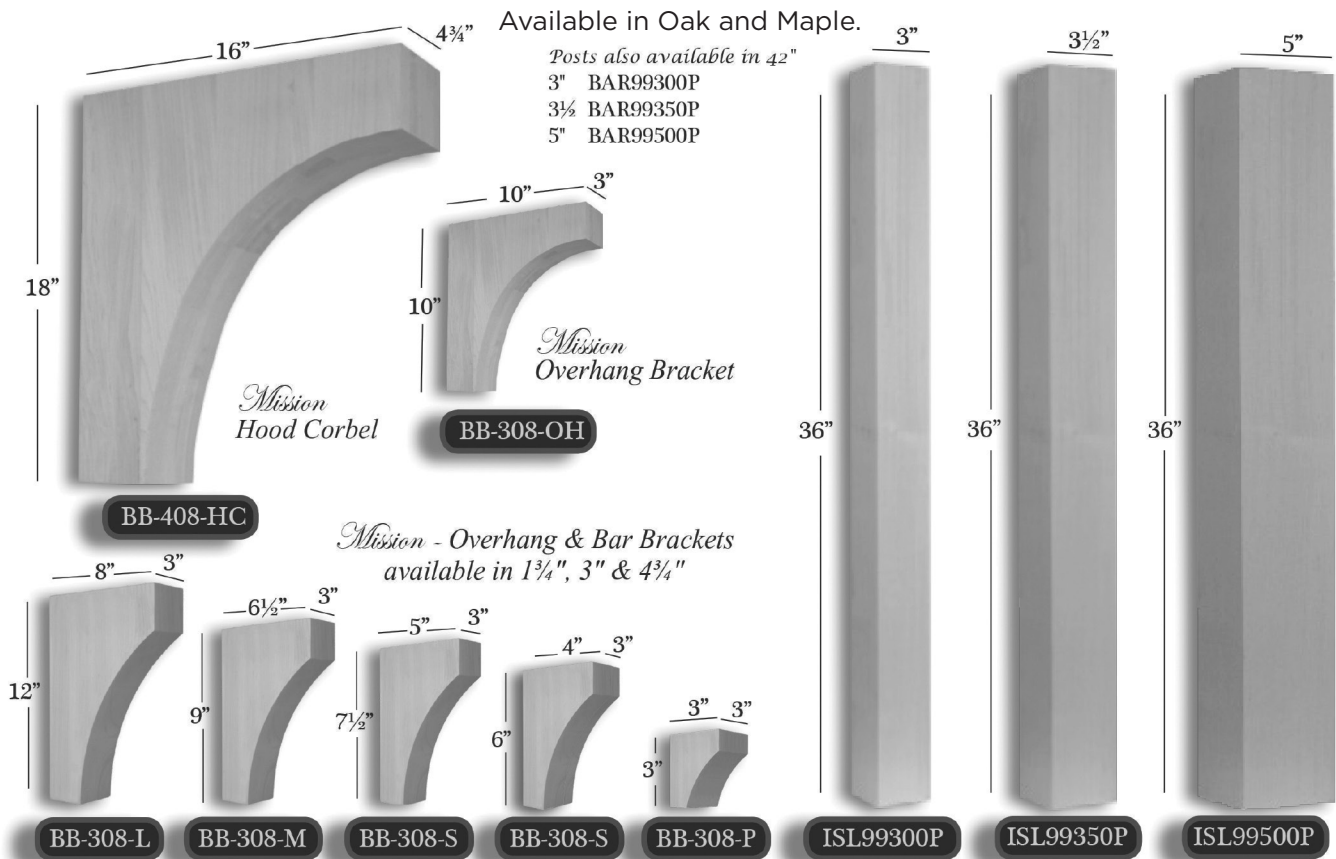 Available in Oak and Maple.
Posts also available in 42"
3" BAR99300P
3½ BAR99350P
5" BAR99500P
16” 4¾”
18”
Mission
Hood Corbel
BB-408-HC
10” 3”
10”
Mission
Overhang Bracket
BB-308-OH
Mission - Overhang & Bar Brackets
available in 1¾", 3" & 4¾"
8” 3”
12”
BB-308-L
6½” 3”
9”
BB-308-M
5” 3”
7½”
BB-308-S
4” 3”
6”
BB-308-S
3” 3”
3”
BB-308-P
3”
36”
ISL99300P
3½”
36”
ISL99350P
5”
36”
ISL99500P